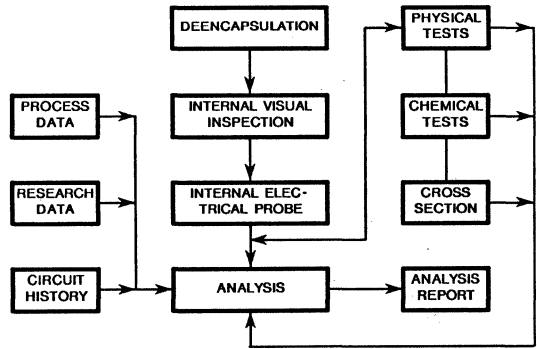 DEENCAPSULATION
PHYSICAL
TESTS
PROCESS
DATA
INTERNAL VISUAL
INSPECTION
CHEMICAL
TESTS
RESEARCH
DATA
INTERNAL ELEC-
TRICAL PROBE
CROSS
SECTION
CIRCUIT
HISTORY
ANALYSIS
ANALYSIS
REPORT